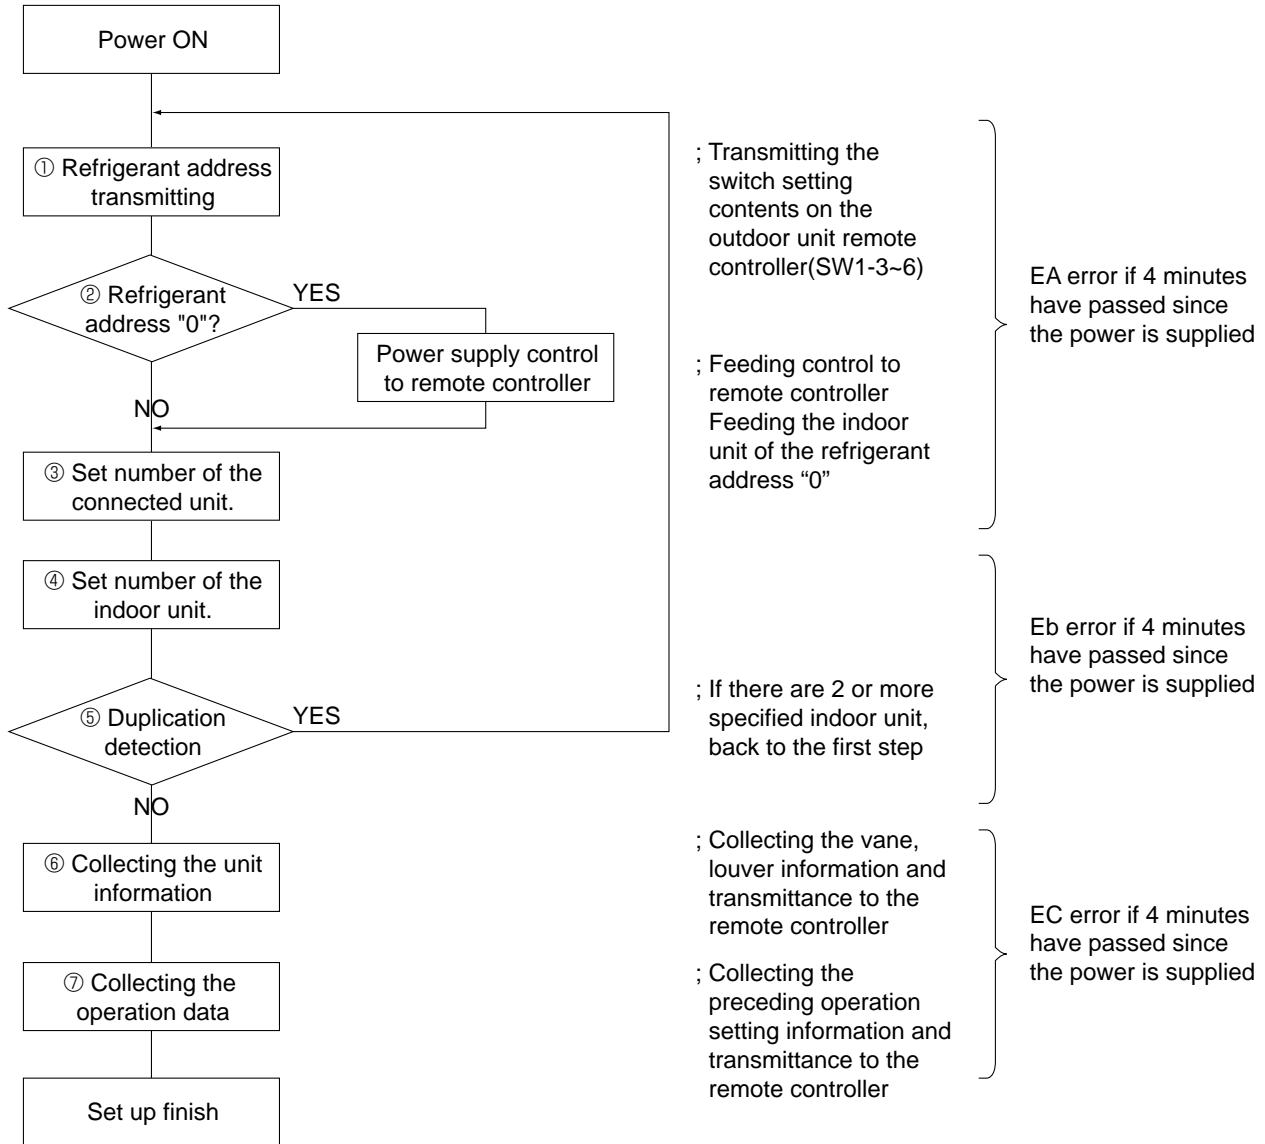 Power ON
① Refrigerant address
transmitting
② Refrigerant
address "0"?
YES
Power supply control
to remote controller
NO
③ Set number of the
connected unit.
④ Set number of the
indoor unit.
⑤ Duplication
detection
YES
NO
⑥ Collecting the unit
information
⑦ Collecting the
operation data
Set up finish
; Transmitting the
switch setting
contents on the
outdoor unit remote
controller(SW1-3~6)
; Feeding control to
remote controller
Feeding the indoor
unit of the refrigerant
address “0”
; If there are 2 or more
specified indoor unit,
back to the first step
; Collecting the vane,
louver information and
transmittance to the
remote controller
; Collecting the
preceding operation
setting information and
transmittance to the
remote controller
EA error if 4 minutes
have passed since
the power is supplied
Eb error if 4 minutes
have passed since
the power is supplied
EC error if 4 minutes
have passed since
the power is supplied